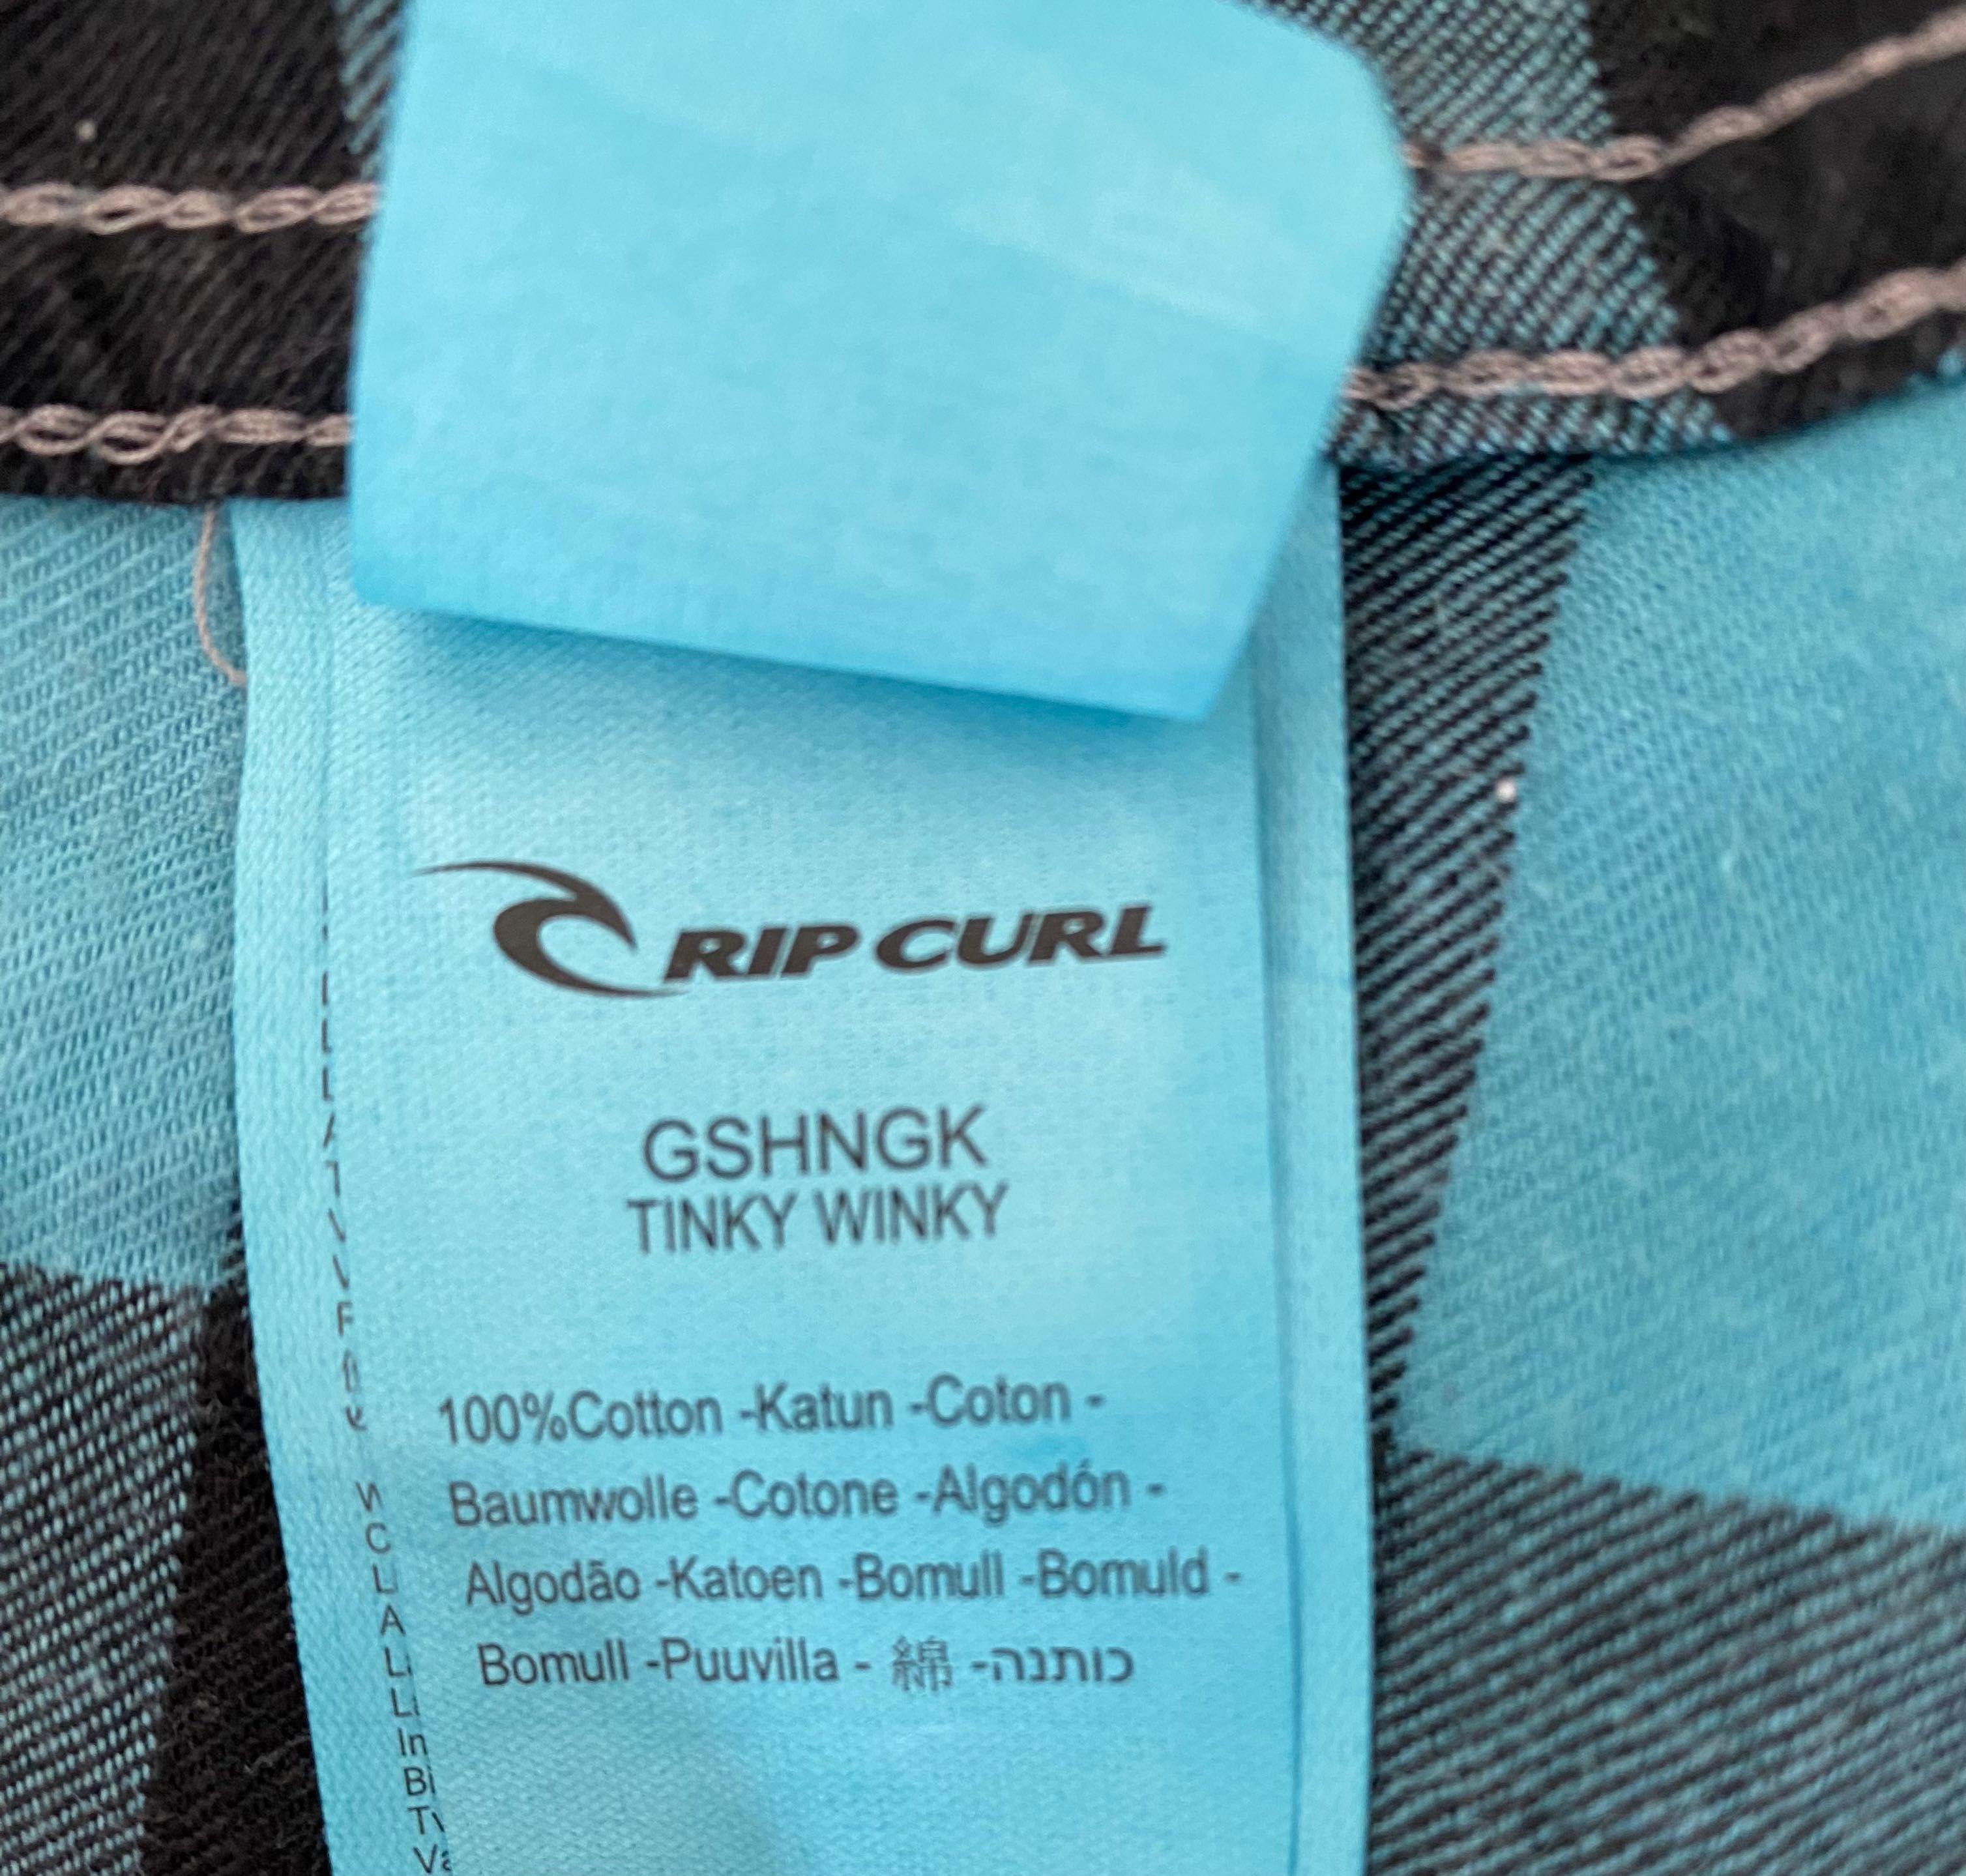 RIP CURL
GSHNGK
TINKY WINKY
100%Cotton -Katun -Coton -
Baumwolle -Cotone -Algodón -
Algodão -Katoen -Bomull -Bomuld -
Bomull -Puuvilla - 綿 -כותנה